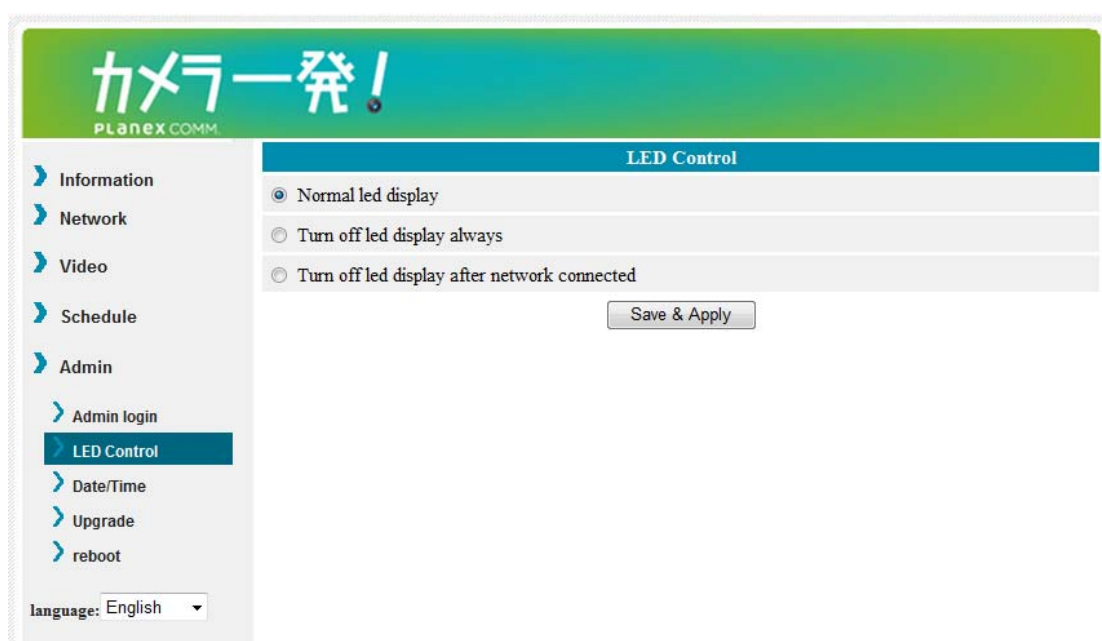 カメラ一発！
PLanex COMM.
Information
Network
Video
Schedule
Admin
Admin login
LED Control
Date/Time
Upgrade
reboot
language: English
LED Control
Normal led display
Turn off led display always
Turn off led display after network connected
Save & Apply